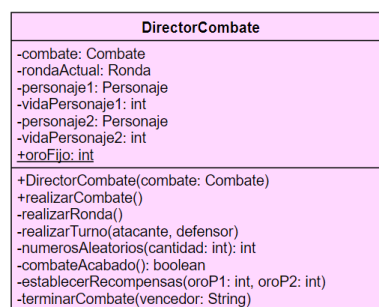 DirectorCombate
-combate: Combate
-rondaActual: Ronda
-personaje1: Personaje
-vidaPersonaje1: int
-personaje2: Personaje
-vidaPersonaje2: int
+oroFijo: int
+DirectorCombate(combate: Combate)
+realizarCombate()
-realizarRonda()
-realizarTurno(atacante, defensor)
-numerosAleatorios(cantidad: int): int
-combateAcabado(): boolean
-establecerRecompensas(oroP1: int, oroP2: int)
-terminarCombate(vencedor: String)